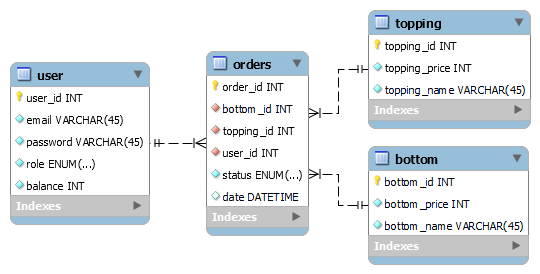 user
user_id INT
email VARCHAR(45)
password VARCHAR(45)
role ENUM(...)
balance INT
Indexes
orders
order_id INT
bottom_id INT
topping_id INT
user_id INT
status ENUM(...)
date DATETIME
Indexes
topping
topping_id INT
topping_price INT
topping_name VARCHAR(45)
Indexes
bottom
bottom_id INT
bottom_price INT
bottom_name VARCHAR(45)
Indexes